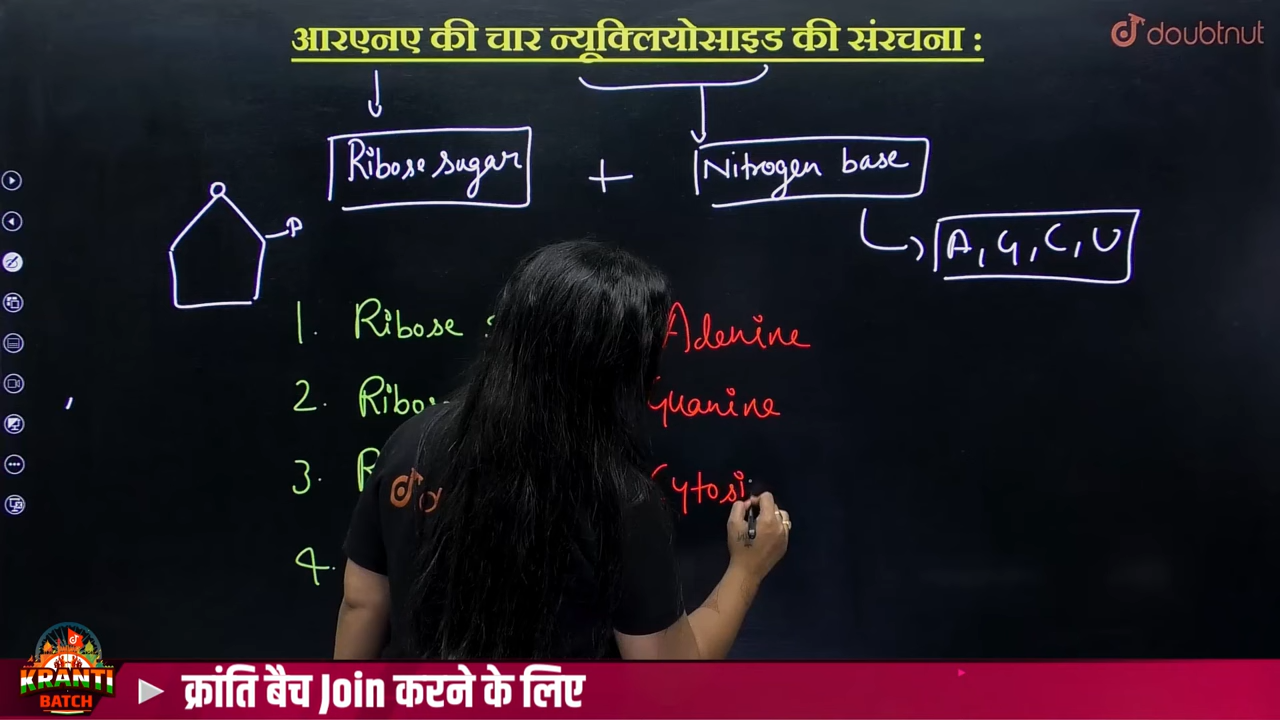 आरएनए की चार न्यूक्लियोसाइड की संरचना :
doubtnut
Ribose sugar + Nitrogen base
A, G, C, U
1. Ribose Adenine
2. Guanine
3. Cytosi
4.
KRANTI
BATCH
क्रांति बैच Join करने के लिए